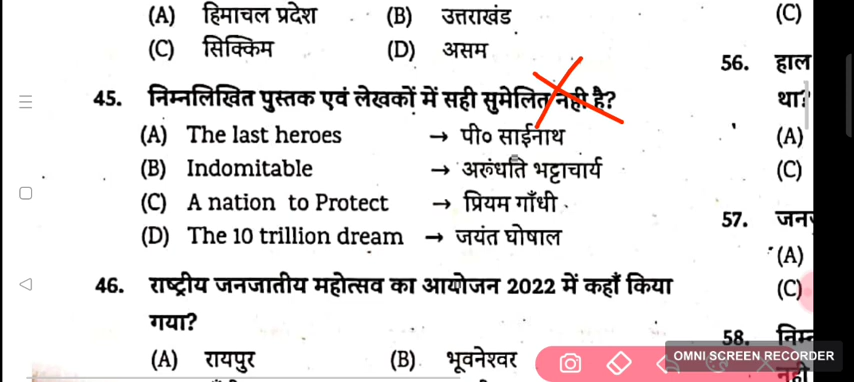 (A) हिमाचल प्रदेश (B) उत्तराखंड
(C) सिक्किम (D) असम
45. निम्नलिखित पुस्तक एवं लेखकों में सही सुमेलित नही है?
(A) The last heroes → पी० साईनाथ
(B) Indomitable → अरुंधति भट्टाचार्य
(C) A nation to Protect → प्रियम गाँधी
(D) The 10 trillion dream → जयंत घोषाल
46. राष्ट्रीय जनजातीय महोत्सव का आयोजन 2022 में कहाँ किया
गया?
(A) रायपुर (B) भूवनेश्वर
(C)
56. हाल
था?
(A)
(C)
57.
(A)
(C)
58.
नही
OMNI SCREEN RECORDER